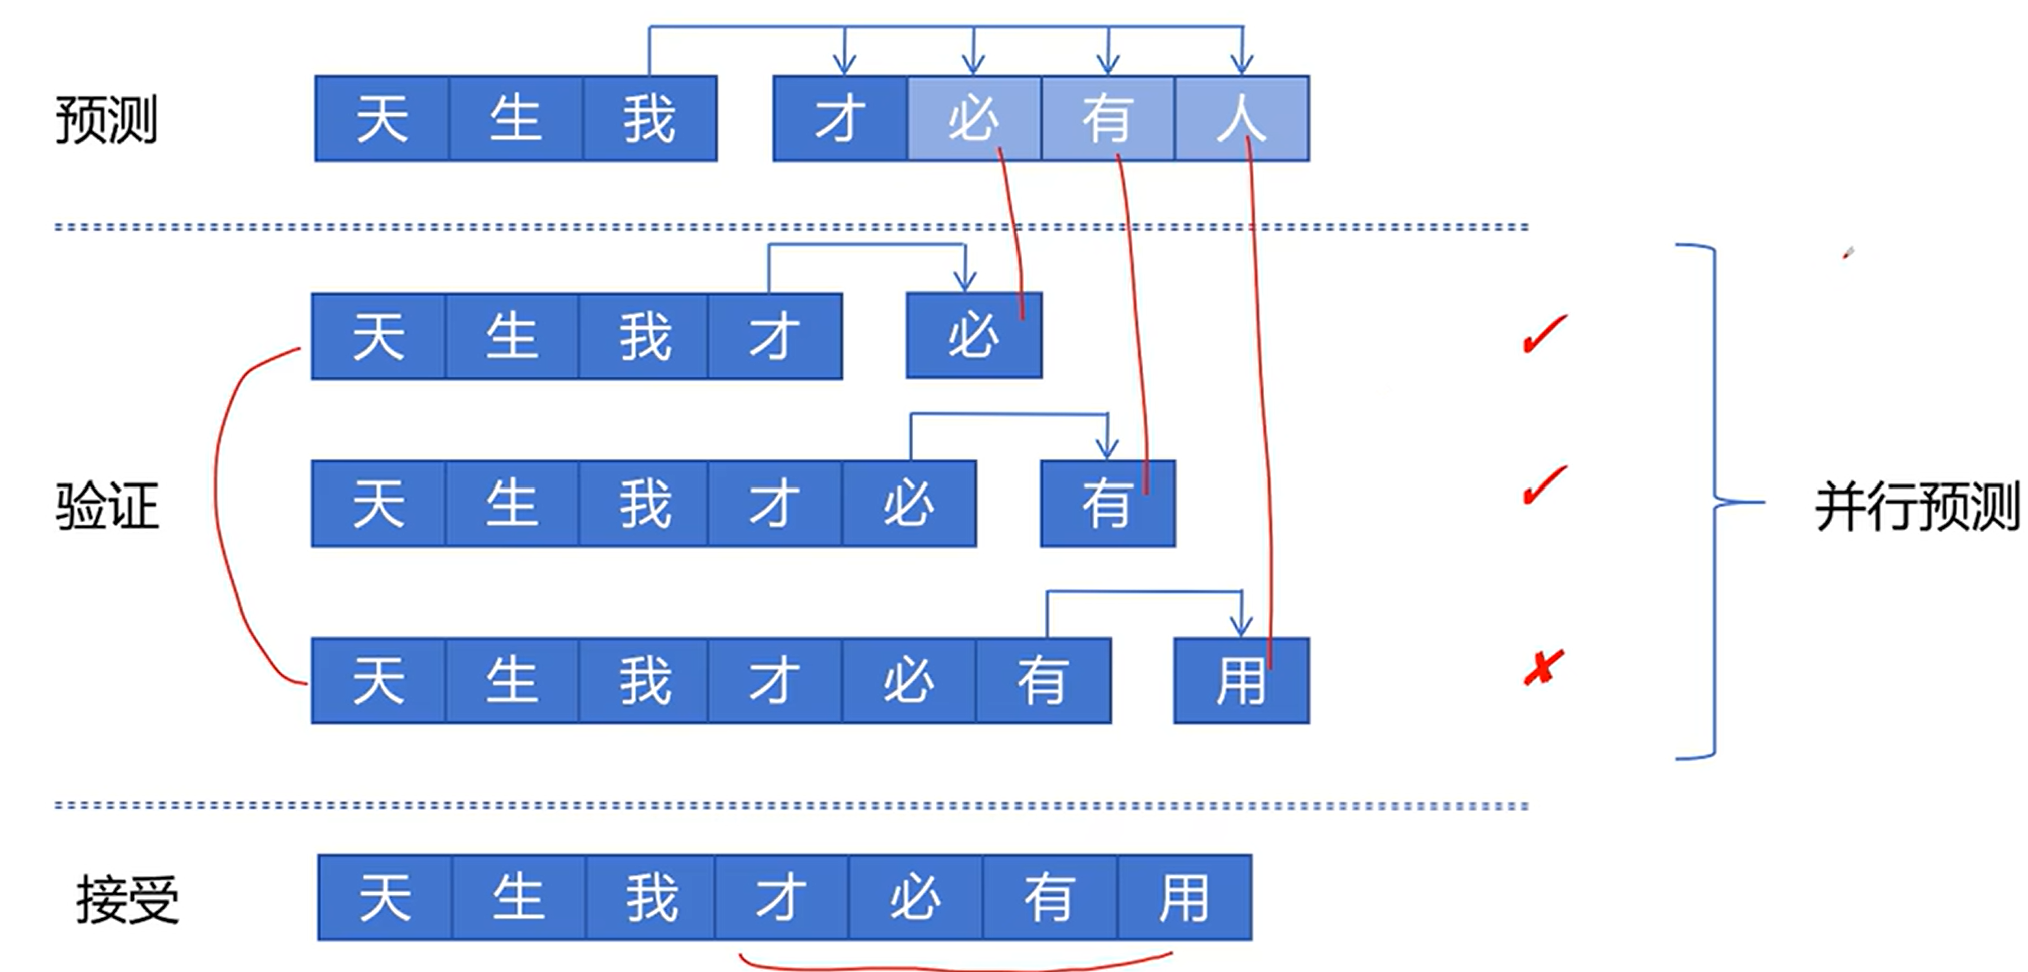 预测 天生我 才必有人
天生我才 必
验证 天生我才必 有 并行预测
天生我才必有 用
接受 天生我才必有用